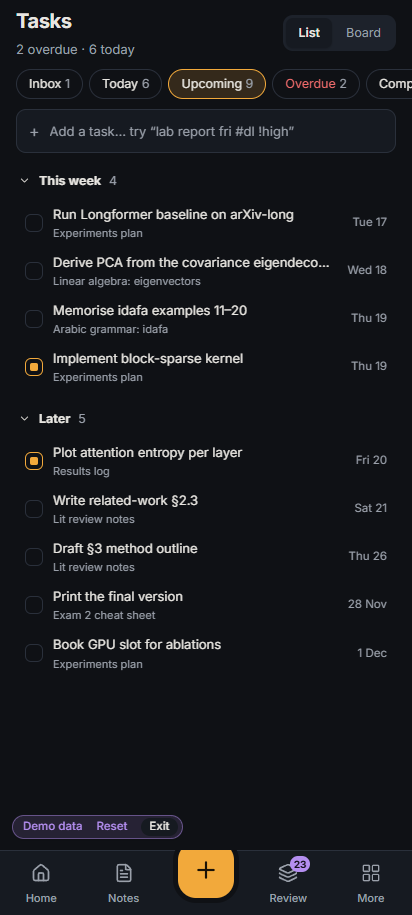 Tasks
2 overdue · 6 today
List Board
Inbox 1 Today 6 Upcoming 9 Overdue 2 Comp
+ Add a task... try “lab report fri #dl !high”
This week 4
Run Longformer baseline on arXiv-long Tue 17
Experiments plan
Derive PCA from the covariance eigendeco... Wed 18
Linear algebra: eigenvectors
Memorise idafa examples 11–20 Thu 19
Arabic grammar: idafa
Implement block-sparse kernel Thu 19
Experiments plan
Later 5
Plot attention entropy per layer Fri 20
Results log
Write related-work §2.3 Sat 21
Lit review notes
Draft §3 method outline Thu 26
Lit review notes
Print the final version 28 Nov
Exam 2 cheat sheet
Book GPU slot for ablations 1 Dec
Experiments plan
Demo data Reset Exit
23
Home Notes Review More